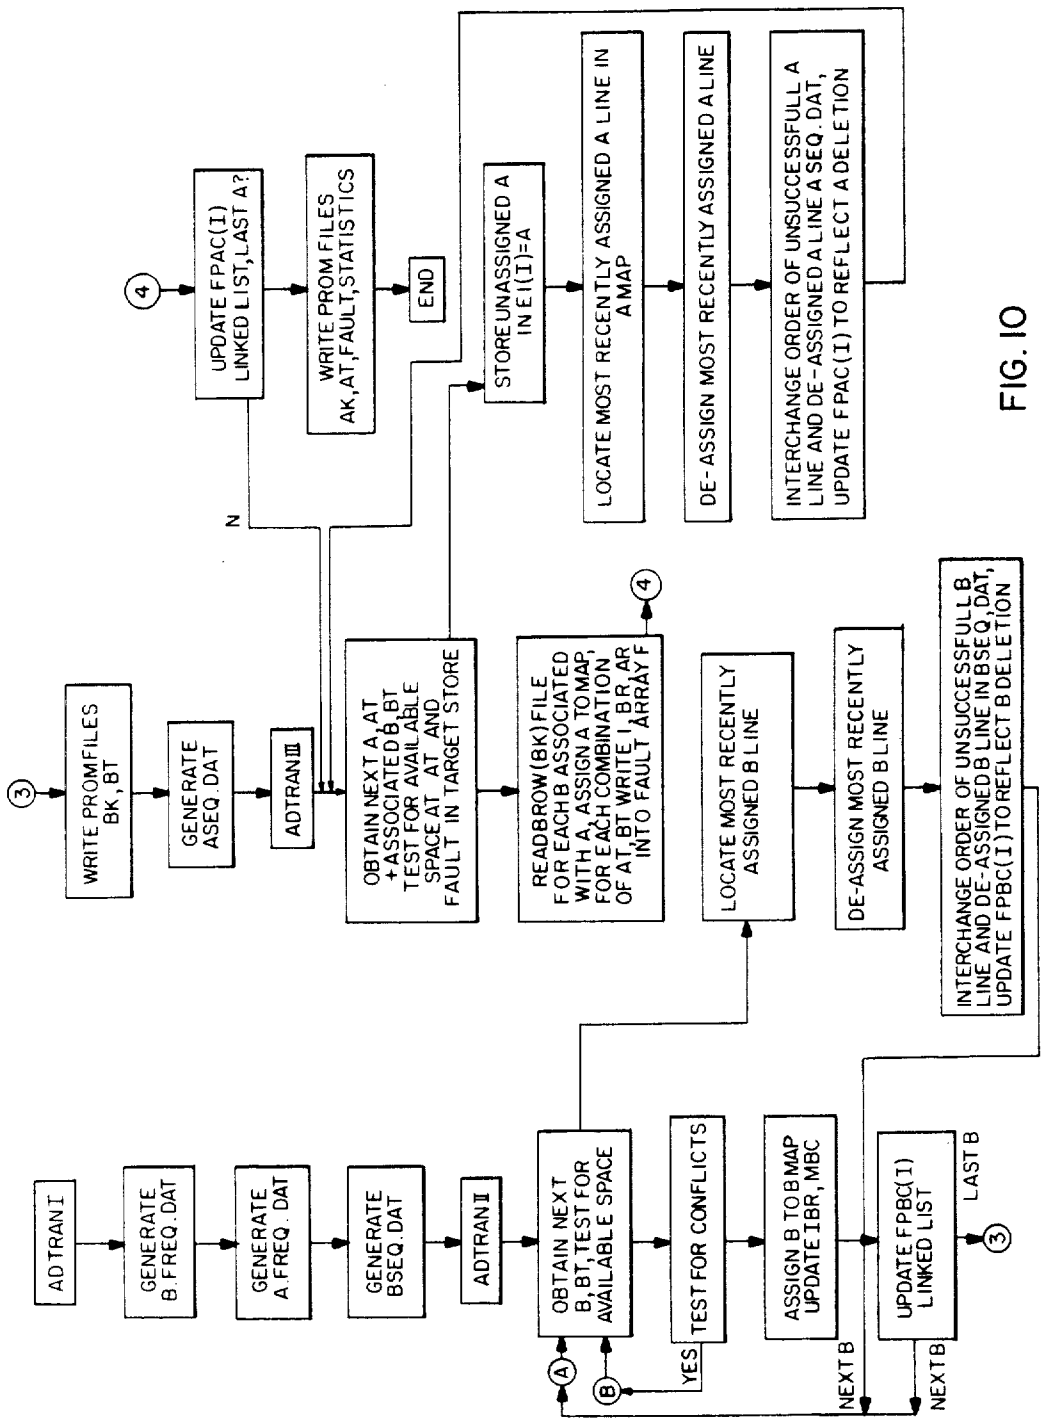 ADTRAN I
GENERATE
B.FREQ.DAT
GENERATE
A.FREQ. DAT
GENERATE
BSEQ.DAT
ADTRAN II
A
B
OBTAIN NEXT
B, BT, TEST FOR
AVAILABLE SPACE
YES
TEST FOR CONFLICTS
ASSIGN B TO BMAP
UPDATE IBR, MBC
NEXT B
UPDATE FPBC(I)
LINKED LIST
NEXT B
LAST B
3
3
WRITE PROM FILES
BK, BT
GENERATE
ASEQ.DAT
ADTRAN III
OBTAIN NEXT A, AT
+ ASSOCIATED B, BT
TEST FOR AVAILABLE
SPACE AT AT AND
FAULT IN TARGET STORE
READBROW(BK) FILE
FOR EACH B ASSOCIATED
WITH A, ASSIGN A TO MAP,
FOR EACH COMBINATION
OF AT, BT WRITE I, BR, AR
INTO FAULT ARRAY F
4
LOCATE MOST RECENTLY
ASSIGNED B LINE
DE-ASSIGN MOST RECENTLY
ASSIGNED B LINE
INTERCHANGE ORDER OF UNSUCCESSFULL B
LINE AND DE-ASSIGNED B LINE IN BSEQ, DAT,
UPDATE FPBC(I) TO REFLECT B DELETION
4
UPDATE FPAC(I)
LINKED LIST, LAST A?
N
WRITE PROM FILES
AK, AT, FAULT, STATISTICS
END
STORE UNASSIGNED A
IN E I(I)=A
LOCATE MOST RECENTLY ASSIGNED A LINE IN
A MAP
DE-ASSIGN MOST RECENTLY ASSIGNED A LINE
INTERCHANGE ORDER OF UNSUCCESSFULL A
LINE AND DE-ASSIGNED A LINE A SEQ. DAT,
UPDATE FPAC(I) TO REFLECT A DELETION
FIG. 10